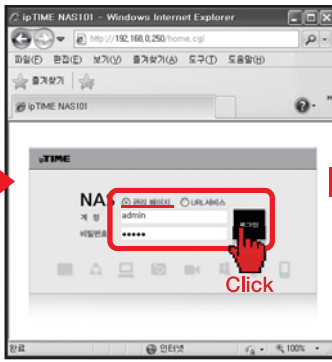 ipTIME NAS101 - Windows Internet Explorer
http://192.168.0.250/home.cgi
파일(F) 편집(E) 보기(V) 즐겨찾기(A) 도구(T) 도움말(H)
즐겨찾기
ipTIME NAS101
ipTIME
NAS 관리 페이지 URL서비스
계 정 admin
비밀번호 •••••
로그인
Click
완료 인터넷 100%